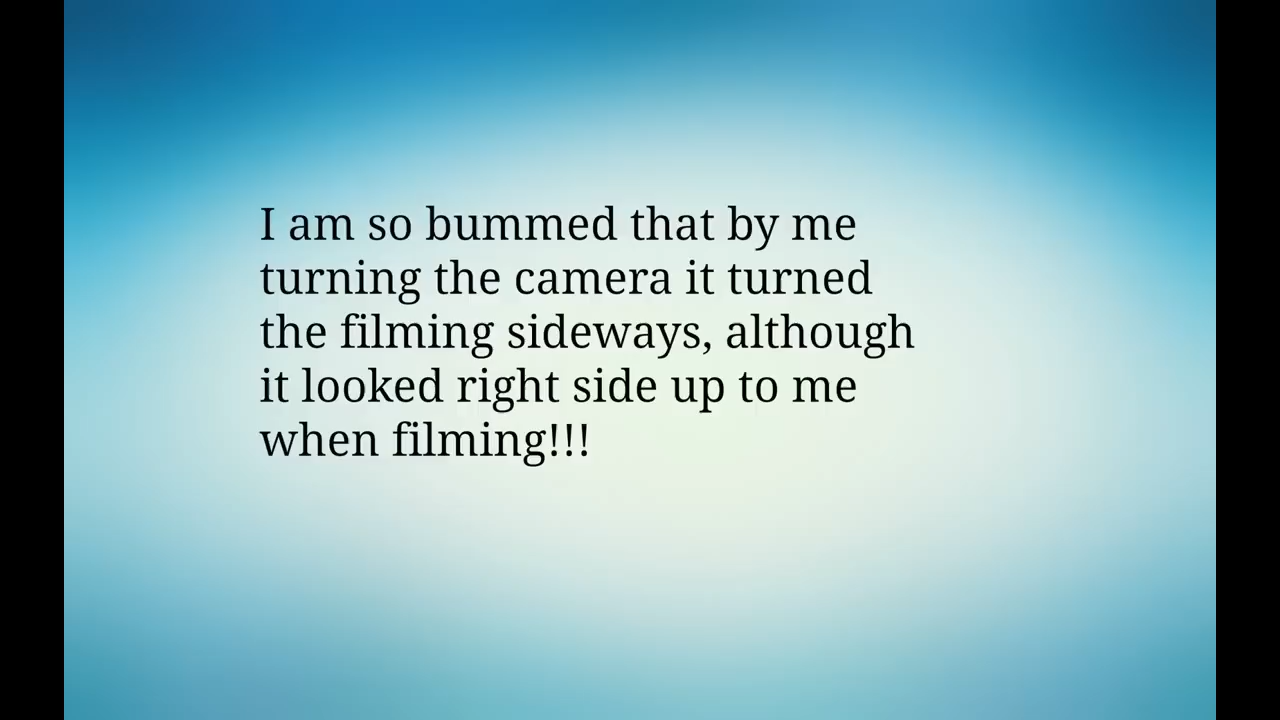 I am so bummed that by me
turning the camera it turned
the filming sideways, although
it looked right side up to me
when filming!!!